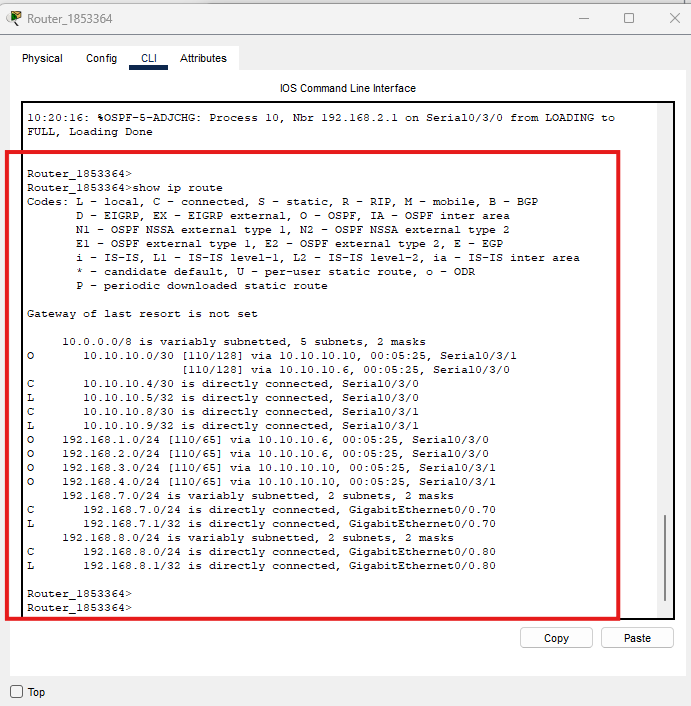 Router_1853364
Physical Config CLI Attributes
IOS Command Line Interface
10:20:16: %OSPF-5-ADJCHG: Process 10, Nbr 192.168.2.1 on Serial0/3/0 from LOADING to
FULL, Loading Done
Router_1853364>
Router_1853364>show ip route
Codes: L - local, C - connected, S - static, R - RIP, M - mobile, B - BGP
D - EIGRP, EX - EIGRP external, O - OSPF, IA - OSPF inter area
N1 - OSPF NSSA external type 1, N2 - OSPF NSSA external type 2
E1 - OSPF external type 1, E2 - OSPF external type 2, E - EGP
i - IS-IS, L1 - IS-IS level-1, L2 - IS-IS level-2, ia - IS-IS inter area
* - candidate default, U - per-user static route, o - ODR
P - periodic downloaded static route
Gateway of last resort is not set
10.0.0.0/8 is variably subnetted, 5 subnets, 2 masks
O 10.10.10.0/30 [110/128] via 10.10.10.10, 00:05:25, Serial0/3/1
[110/128] via 10.10.10.6, 00:05:25, Serial0/3/0
C 10.10.10.4/30 is directly connected, Serial0/3/0
L 10.10.10.5/32 is directly connected, Serial0/3/0
C 10.10.10.8/30 is directly connected, Serial0/3/1
L 10.10.10.9/32 is directly connected, Serial0/3/1
O 192.168.1.0/24 [110/65] via 10.10.10.6, 00:05:25, Serial0/3/0
O 192.168.2.0/24 [110/65] via 10.10.10.6, 00:05:25, Serial0/3/0
O 192.168.3.0/24 [110/65] via 10.10.10.10, 00:05:25, Serial0/3/1
O 192.168.4.0/24 [110/65] via 10.10.10.10, 00:05:25, Serial0/3/1
192.168.7.0/24 is variably subnetted, 2 subnets, 2 masks
C 192.168.7.0/24 is directly connected, GigabitEthernet0/0.70
L 192.168.7.1/32 is directly connected, GigabitEthernet0/0.70
192.168.8.0/24 is variably subnetted, 2 subnets, 2 masks
C 192.168.8.0/24 is directly connected, GigabitEthernet0/0.80
L 192.168.8.1/32 is directly connected, GigabitEthernet0/0.80
Router_1853364>
Router_1853364>
Copy Paste
Top